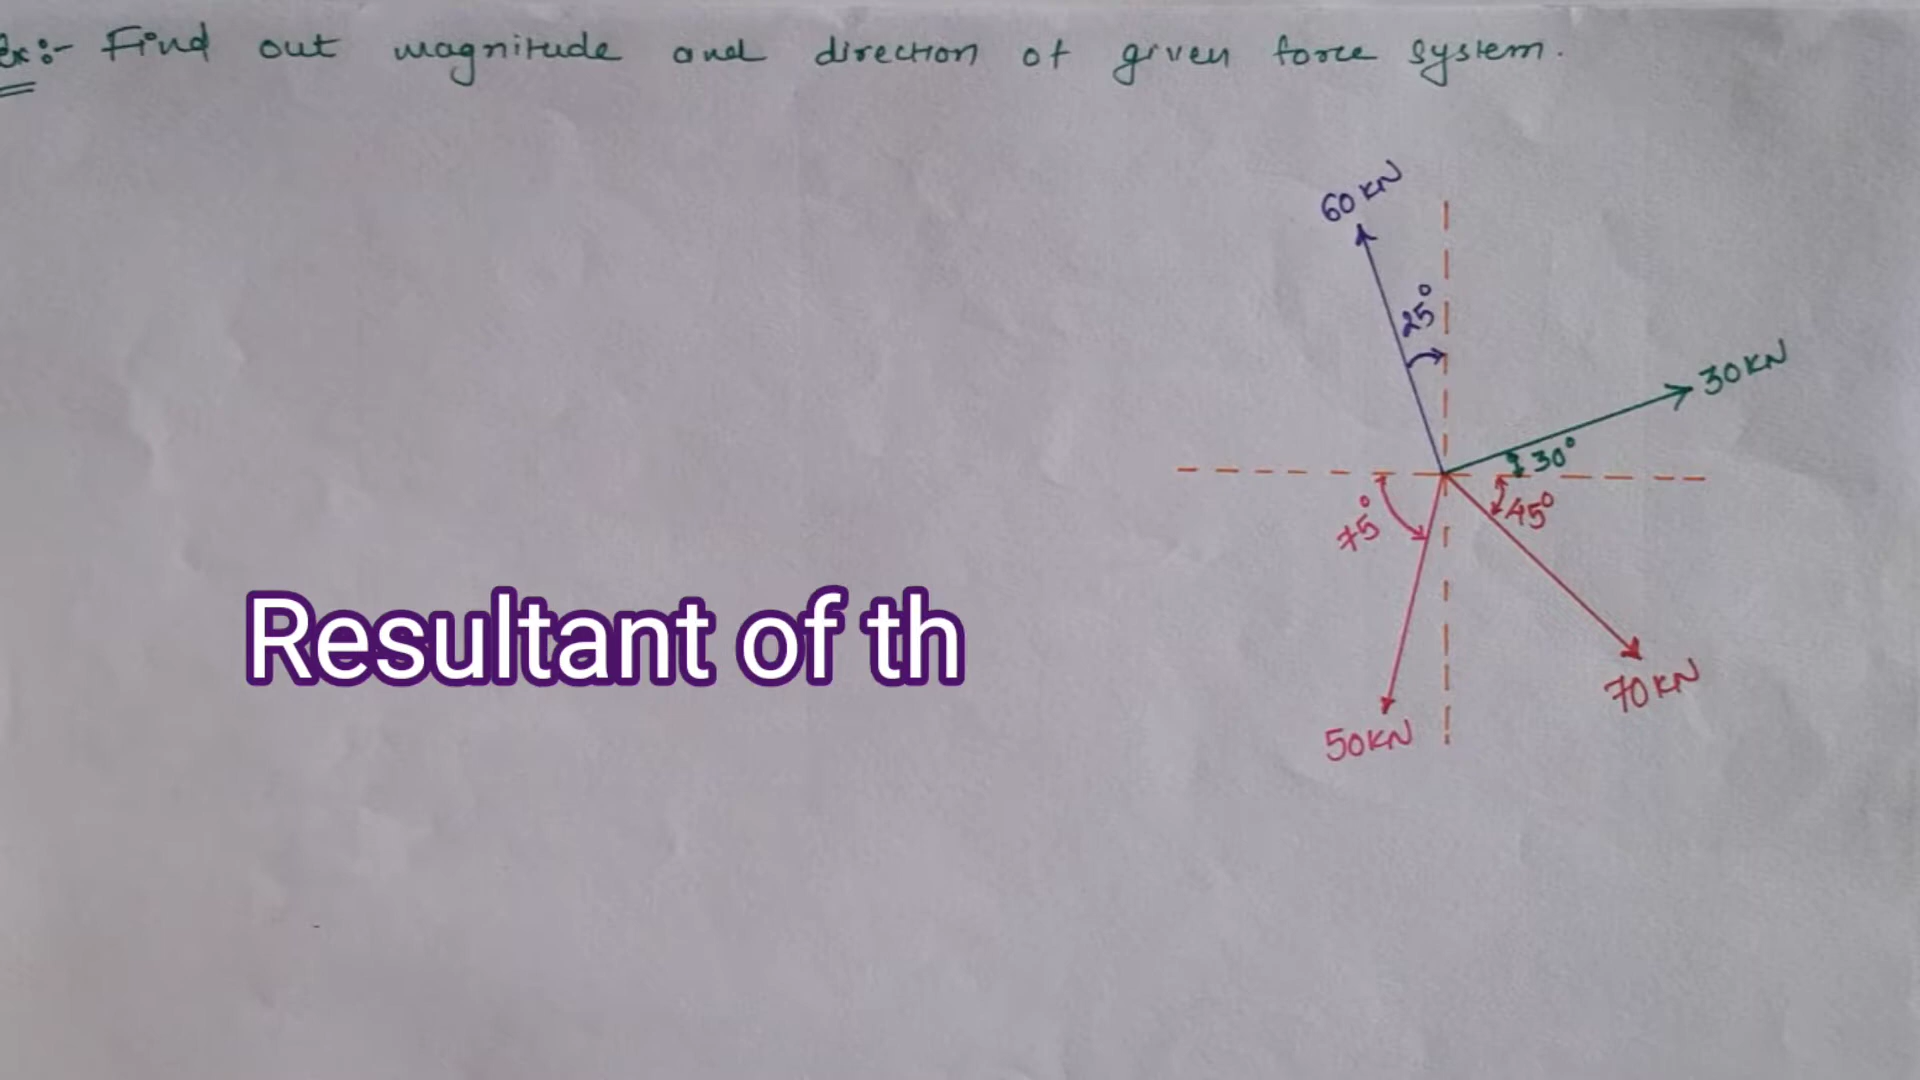 Ex:- Find out magnitude and direction of given force system.
60 KN
25°
30 KN
30°
45°
75°
70 KN
50 KN
Resultant of th